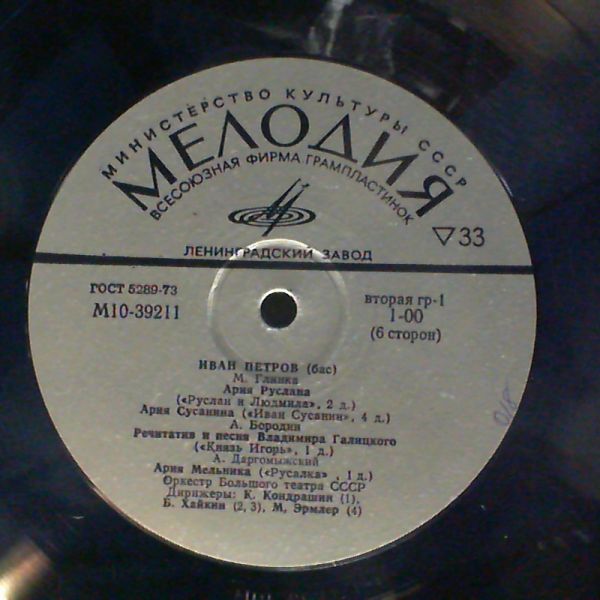 МИНИСТЕРСТВО КУЛЬТУРЫ СССР
МЕЛОДИЯ
ВСЕСОЮЗНАЯ ФИРМА ГРАМПЛАСТИНОК
▽33
ЛЕНИНГРАДСКИЙ ЗАВОД
ГОСТ 5289-73
М10-39211
вторая гр-1
1-00
(6 сторон)
ИВАН ПЕТРОВ (бас)
М. Глинка
Ария Руслана
(«Руслан и Людмила», 2 д.)
Ария Сусанина («Иван Сусанин», 4 д.)
А. Бородин
Речитатив и песня Владимира Галицкого
(«Князь Игорь», 1 д.)
А. Даргомыжский
Ария Мельника («Русалка», 1 д.)
Оркестр Большого театра СССР
Дирижеры: К. Кондрашин (1),
Б. Хайкин (2, 3), М. Эрмлер (4)